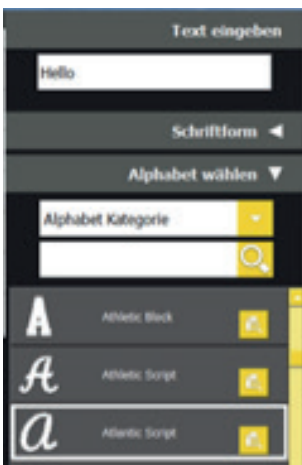 Text eingeben
Hello
Schriftform
Alphabet wählen
Alphabet Kategorie
A Athletic Block
A Athletic Script
a Atlantic Script